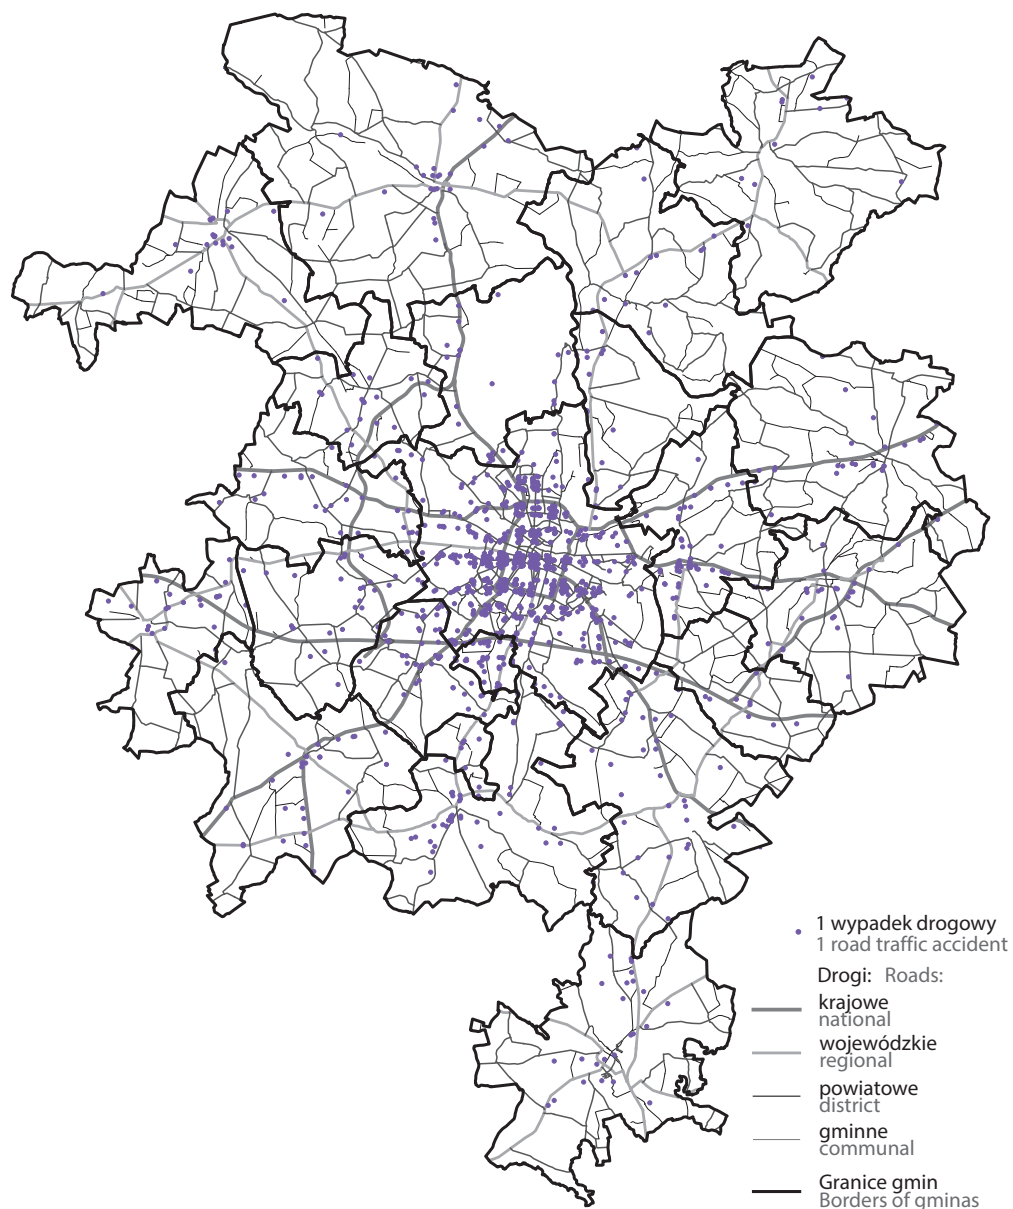 1 wypadek drogowy
1 road traffic accident
Drogi: Roads:
krajowe
national
wojewódzkie
regional
powiatowe
district
gminne
communal
Granice gmin
Borders of gminas